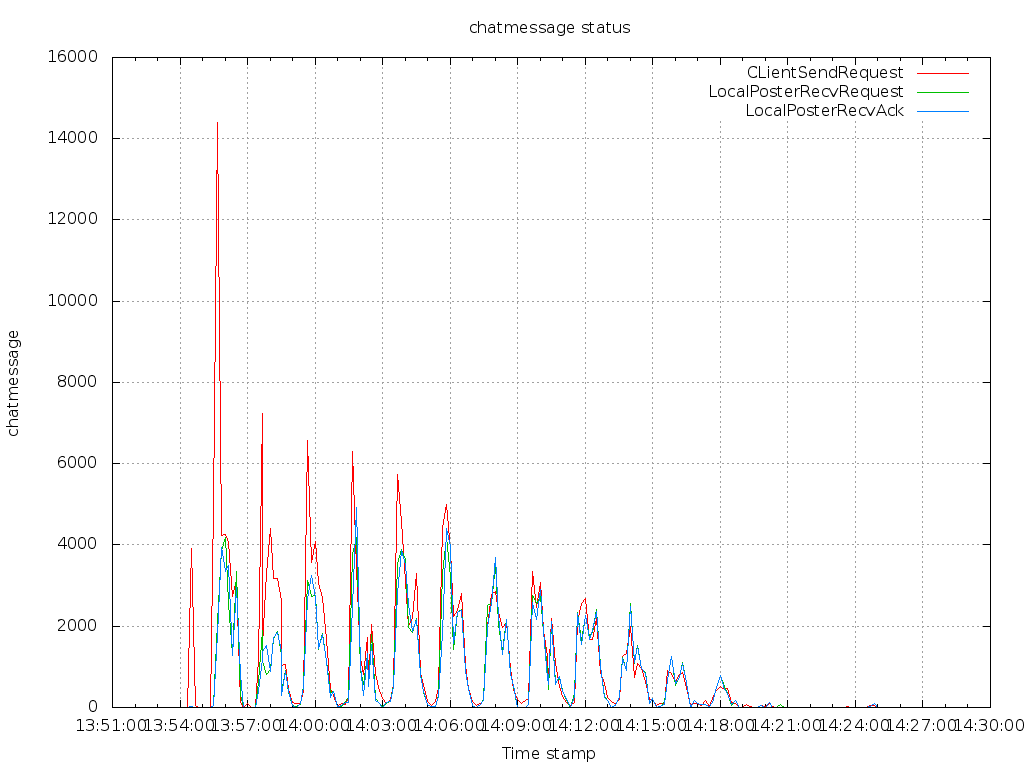 chatmessage status
16000
14000
12000
10000
8000
6000
4000
2000
0
chatmessage
CLientSendRequest
LocalPosterRecvRequest
LocalPosterRecvAck
13:51:00 13:54:00 13:57:00 14:00:00 14:03:00 14:06:00 14:09:00 14:12:00 14:15:00 14:18:00 14:21:00 14:24:00 14:27:00 14:30:00
Time stamp